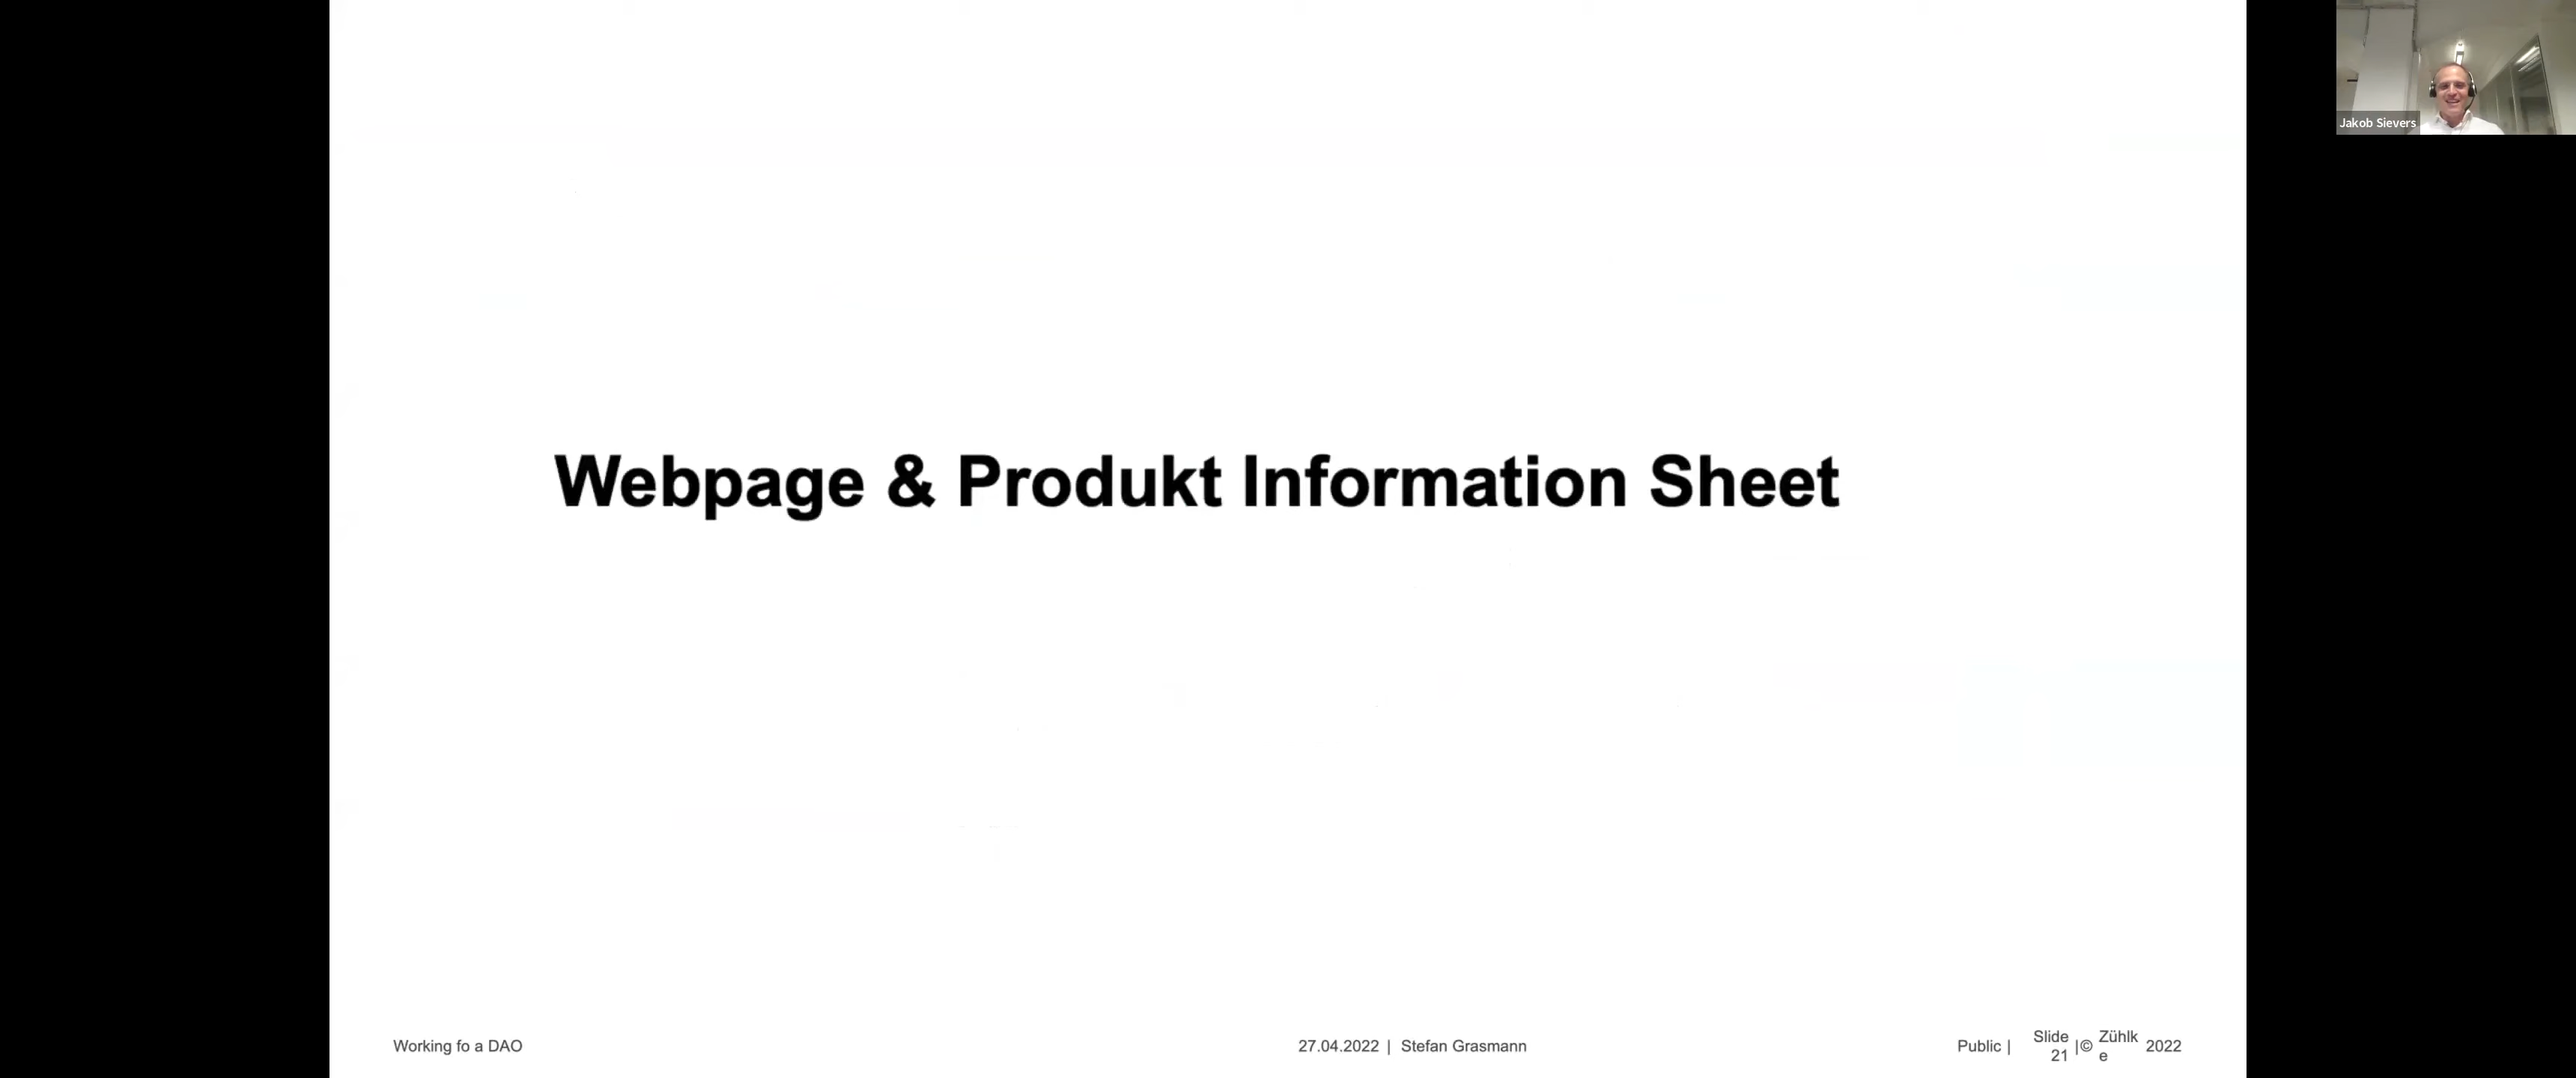 Jakob Sievers
Webpage & Produkt Information Sheet
Working fo a DAO
27.04.2022 | Stefan Grasmann
Public |
Slide
21
|©
Zühlk
e
2022